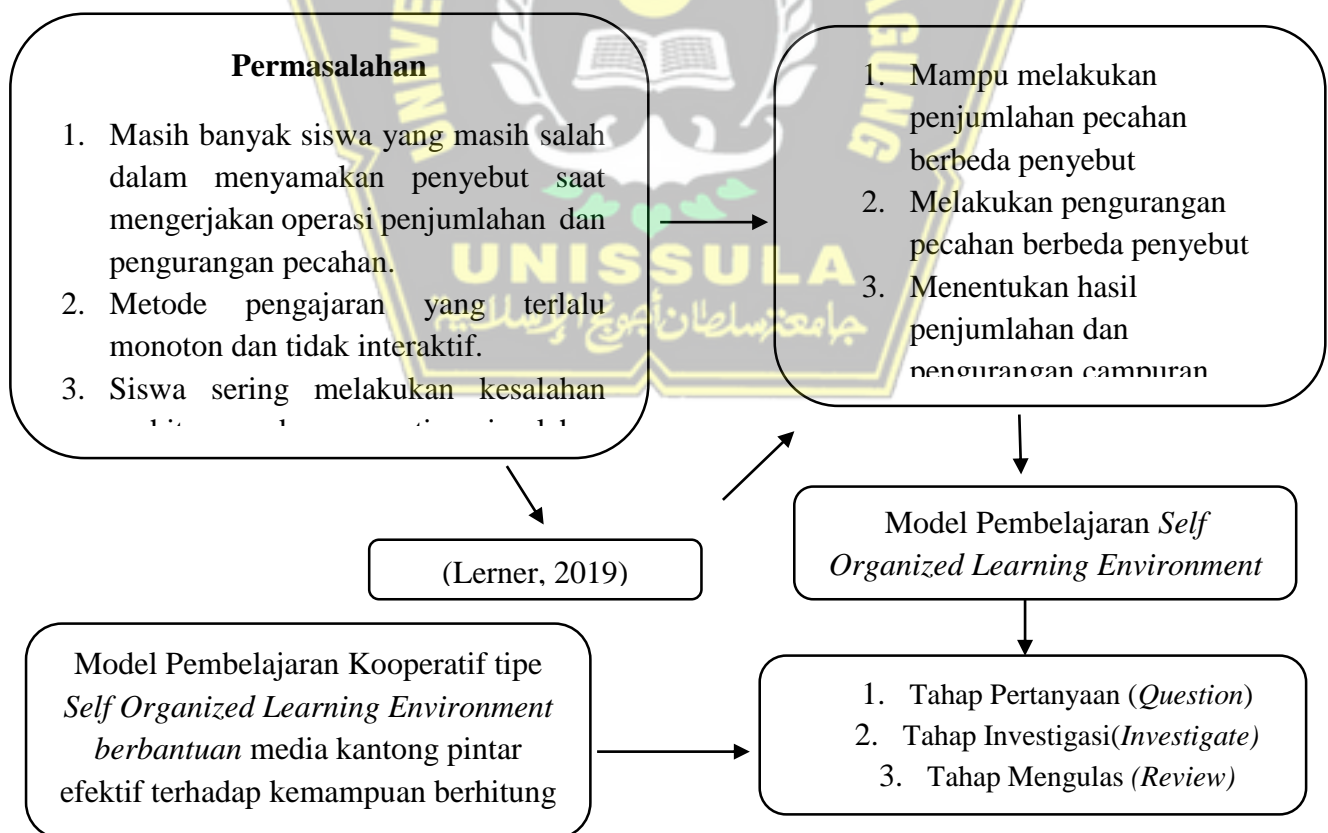 Permasalahan
1. Masih banyak siswa yang masih salah
dalam menyamakan penyebut saat
mengerjakan operasi penjumlahan dan
pengurangan pecahan.
2. Metode pengajaran yang terlalu
monoton dan tidak interaktif.
3. Siswa sering melakukan kesalahan
1. Mampu melakukan
penjumlahan pecahan
berbeda penyebut
2. Melakukan pengurangan
pecahan berbeda penyebut
3. Menentukan hasil
penjumlahan dan
pengurangan campuran
UNISSULA
جامعة سلطان أجونج الإسلامية
(Lerner, 2019)
Model Pembelajaran Self
Organized Learning Environment
Model Pembelajaran Kooperatif tipe
Self Organized Learning Environment
berbantuan media kantong pintar
efektif terhadap kemampuan berhitung
1. Tahap Pertanyaan (Question)
2. Tahap Investigasi(Investigate)
3. Tahap Mengulas (Review)